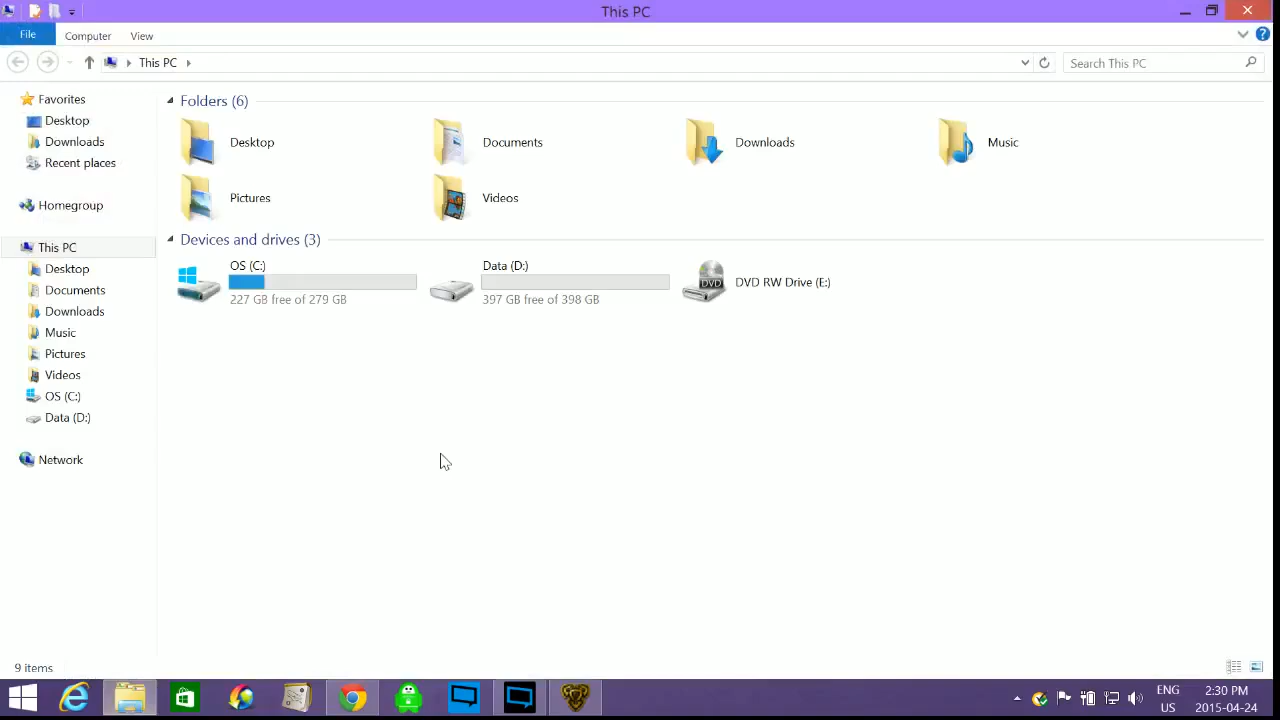 This PC
File
Computer
View
This PC
Search This PC
Favorites
Desktop
Downloads
Recent places
Homegroup
This PC
Desktop
Documents
Downloads
Music
Pictures
Videos
OS (C:)
Data (D:)
Network
Folders (6)
Desktop
Documents
Downloads
Music
Pictures
Videos
Devices and drives (3)
OS (C:)
227 GB free of 279 GB
Data (D:)
397 GB free of 398 GB
DVD
DVD RW Drive (E:)
9 items
ENG
US
2:30 PM
2015-04-24